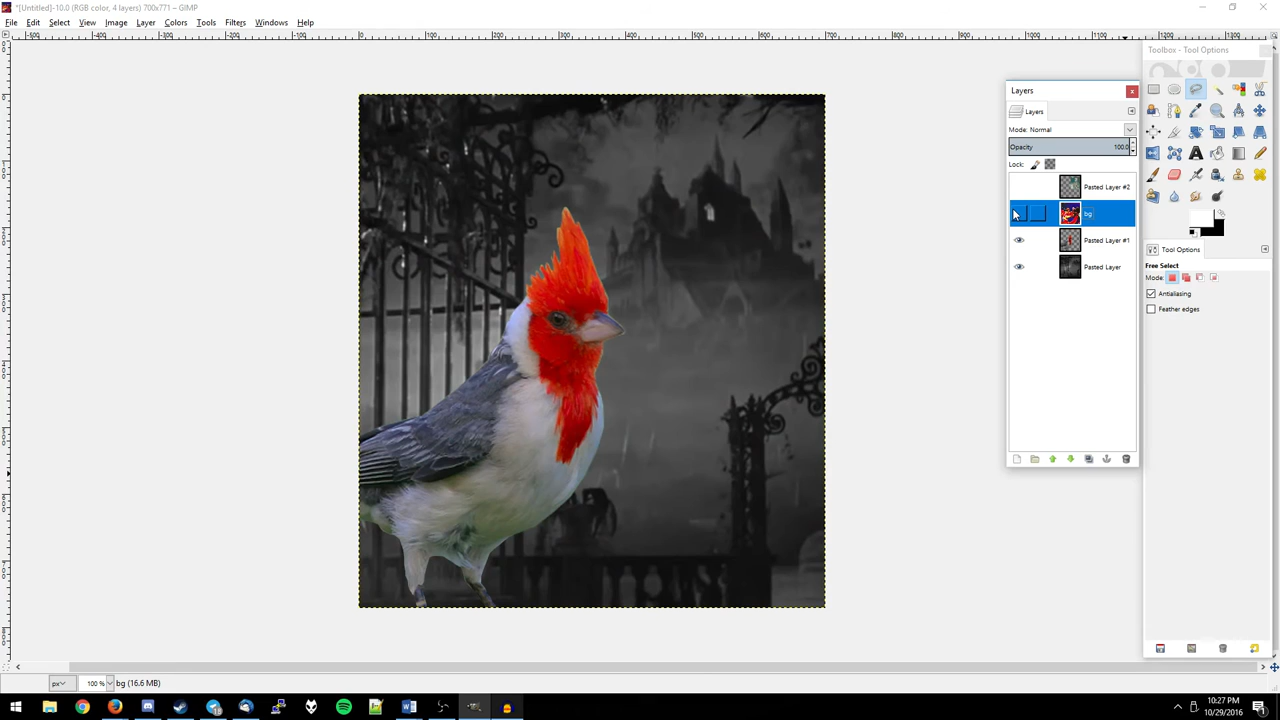 *[Untitled]-10.0 (RGB color, 4 layers) 700x771 – GIMP
File Edit Select View Image Layer Colors Tools Filters Windows Help
Layers
Layers
Mode: Normal
Opacity 100.0
Lock:
Pasted Layer #2
bg
Pasted Layer #1
Pasted Layer
Toolbox - Tool Options
Tool Options
Free Select
Mode:
Antialiasing
Feather edges
px 100 % bg (16.6 MB)
10:27 PM
10/29/2016